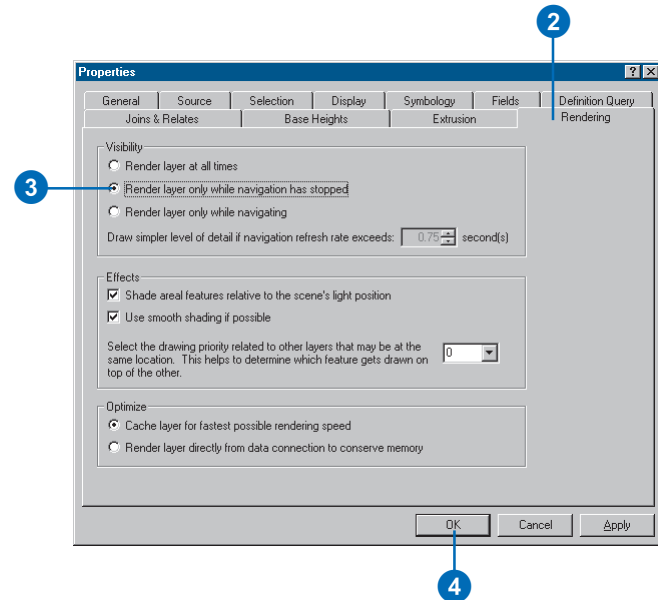 2
Properties
General Source Selection Display Symbology Fields Definition Query
Joins & Relates Base Heights Extrusion Rendering
Visibility
Render layer at all times
3
Render layer only while navigation has stopped
Render layer only while navigating
Draw simpler level of detail if navigation refresh rate exceeds: 0.75 second(s)
Effects
Shade areal features relative to the scene's light position
Use smooth shading if possible
Select the drawing priority related to other layers that may be at the
same location. This helps to determine which feature gets drawn on
top of the other.
0
Optimize
Cache layer for fastest possible rendering speed
Render layer directly from data connection to conserve memory
OK Cancel Apply
4